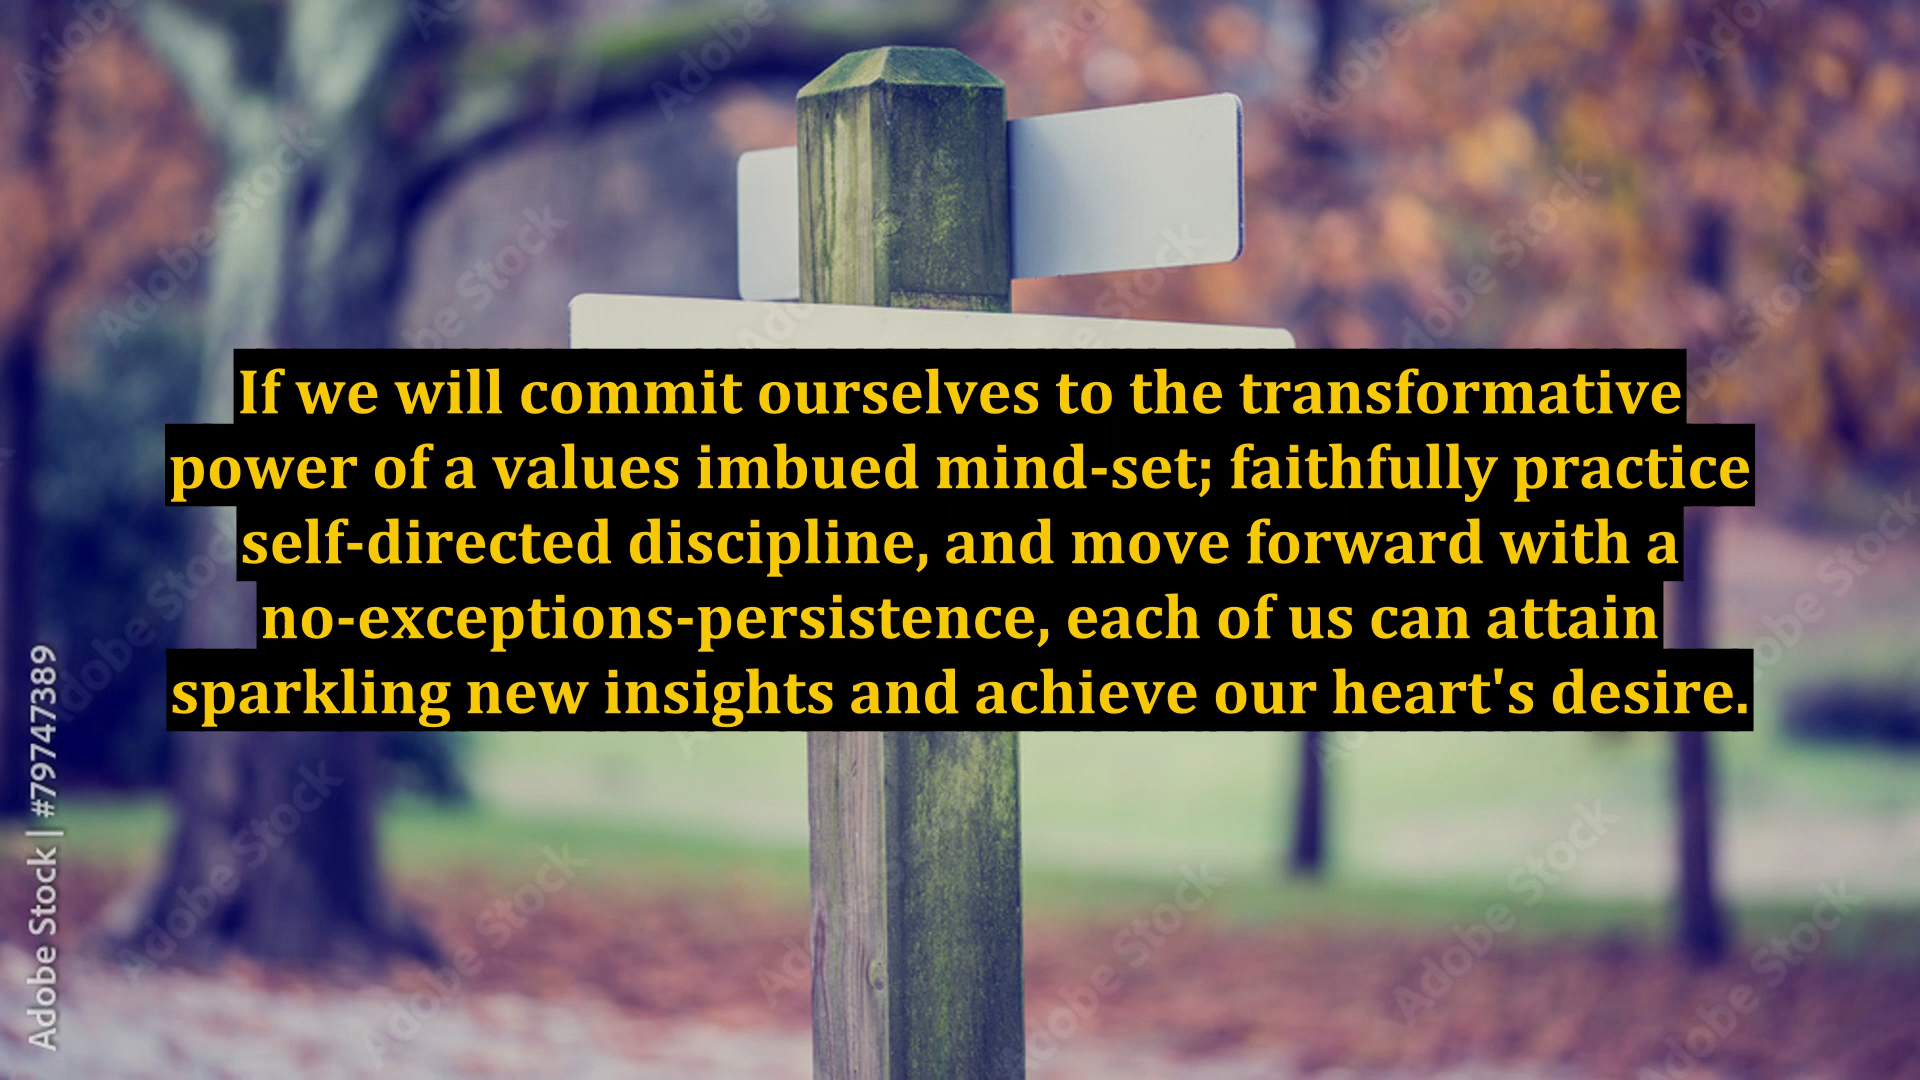 If we will commit ourselves to the transformative
power of a values imbued mind-set; faithfully practice
self-directed discipline, and move forward with a
no-exceptions-persistence, each of us can attain
sparkling new insights and achieve our heart's desire.
Adobe Stock | #79747389